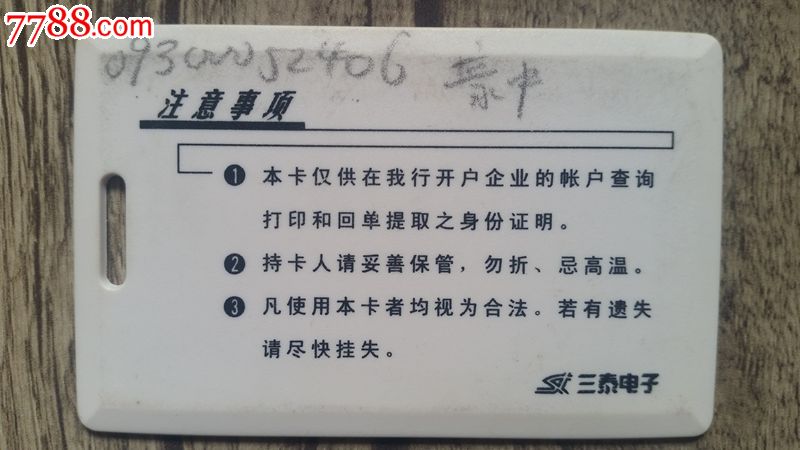 7788.com
093000052406
注意事项
❶ 本卡仅供在我行开户企业的帐户查询
打印和回单提取之身份证明。
❷ 持卡人请妥善保管，勿折、忌高温。
❸ 凡使用本卡者均视为合法。若有遗失
请尽快挂失。
三泰电子